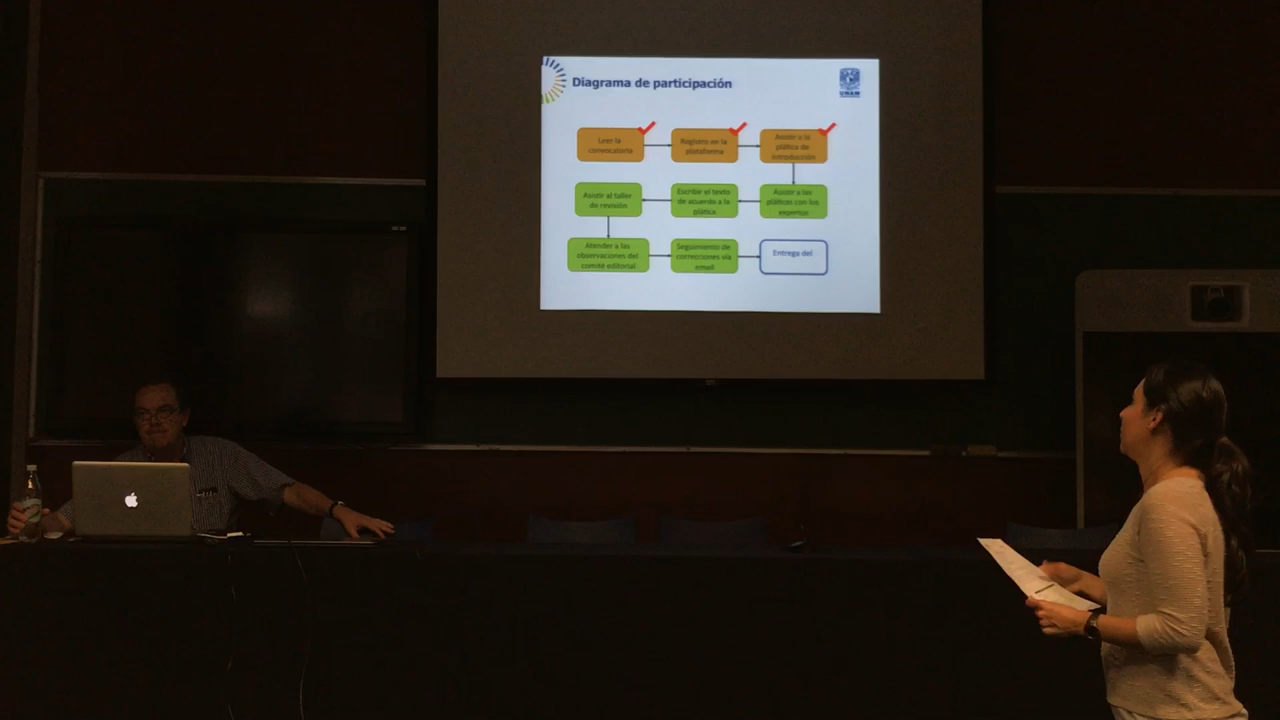 Diagrama de participación
UNAM
Leer la
convocatoria
Registro en la
plataforma
Asistir a la
plática de
introducción
Asistir a las
pláticas con los
expertos
Escribir el texto
de acuerdo a la
plática
Asistir al taller
de revisión
Atender a las
observaciones del
comité editorial
Seguimiento de
correcciones vía
email
Entrega del